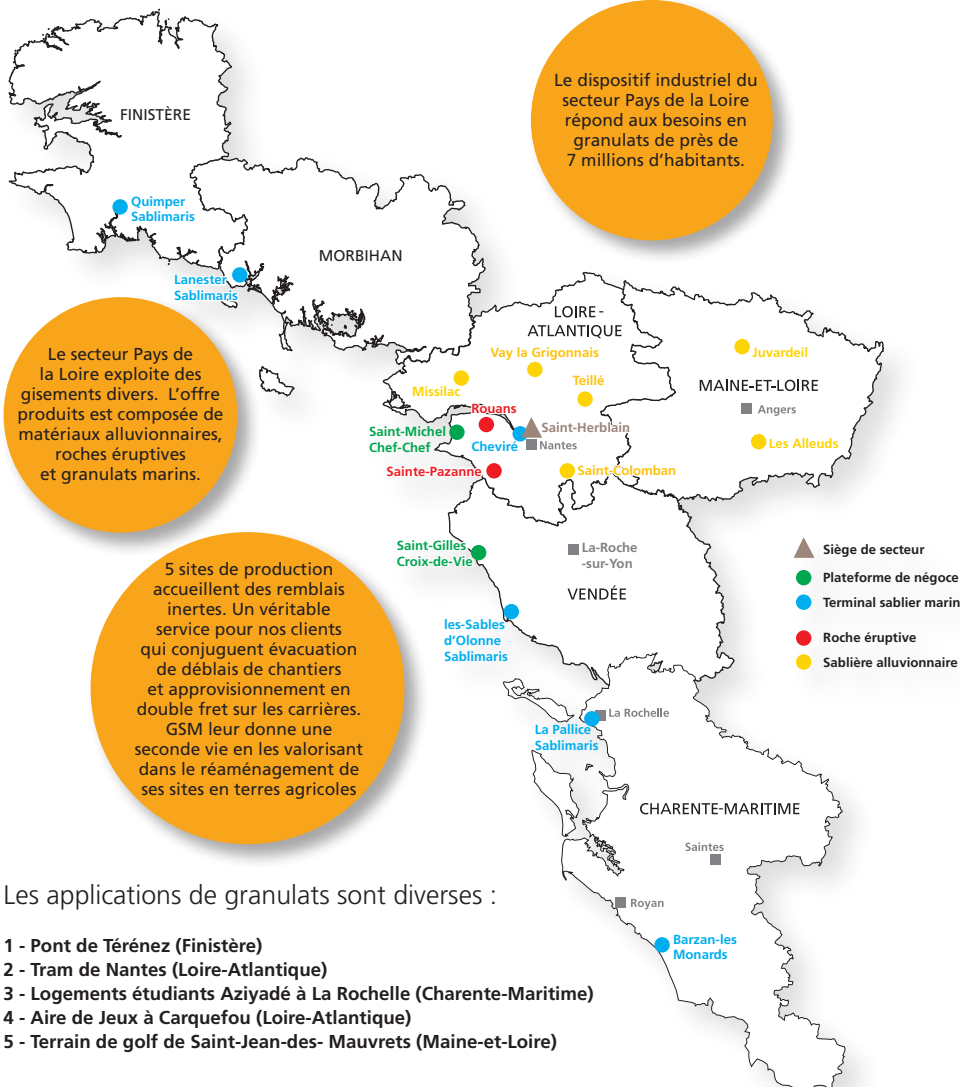 Le dispositif industriel du
secteur Pays de la Loire
répond aux besoins en
granulats de près de
7 millions d’habitants.
FINISTÈRE
Quimper
Sablimaris
MORBIHAN
Lanester
Sablimaris
LOIRE-
ATLANTIQUE
Vay la Grigonnais
Missilac
Teillé
Rouans
Saint-Michel
Chef-Chef
Cheviré
Saint-Herblain
Nantes
Sainte-Pazanne
Saint-Colomban
Juvardeil
MAINE-ET-LOIRE
Angers
Les Alleuds
Le secteur Pays de
la Loire exploite des
gisements divers. L’offre
produits est composée de
matériaux alluvionnaires,
roches éruptives
et granulats marins.
Saint-Gilles
Croix-de-Vie
La-Roche
-sur-Yon
VENDÉE
les-Sables
d’Olonne
Sablimaris
Siège de secteur
Plateforme de négoce
Terminal sablier marin
Roche éruptive
Sablière alluvionnaire
5 sites de production
accueillent des remblais
inertes. Un véritable
service pour nos clients
qui conjuguent évacuation
de déblais de chantiers
et approvisionnement en
double fret sur les carrières.
GSM leur donne une
seconde vie en les valorisant
dans le réaménagement de
ses sites en terres agricoles
La Rochelle
La Pallice
Sablimaris
CHARENTE-MARITIME
Saintes
Royan
Barzan-les
Monards
Les applications de granulats sont diverses :
1 - Pont de Térénez (Finistère)
2 - Tram de Nantes (Loire-Atlantique)
3 - Logements étudiants Aziyadé à La Rochelle (Charente-Maritime)
4 - Aire de Jeux à Carquefou (Loire-Atlantique)
5 - Terrain de golf de Saint-Jean-des- Mauvrets (Maine-et-Loire)